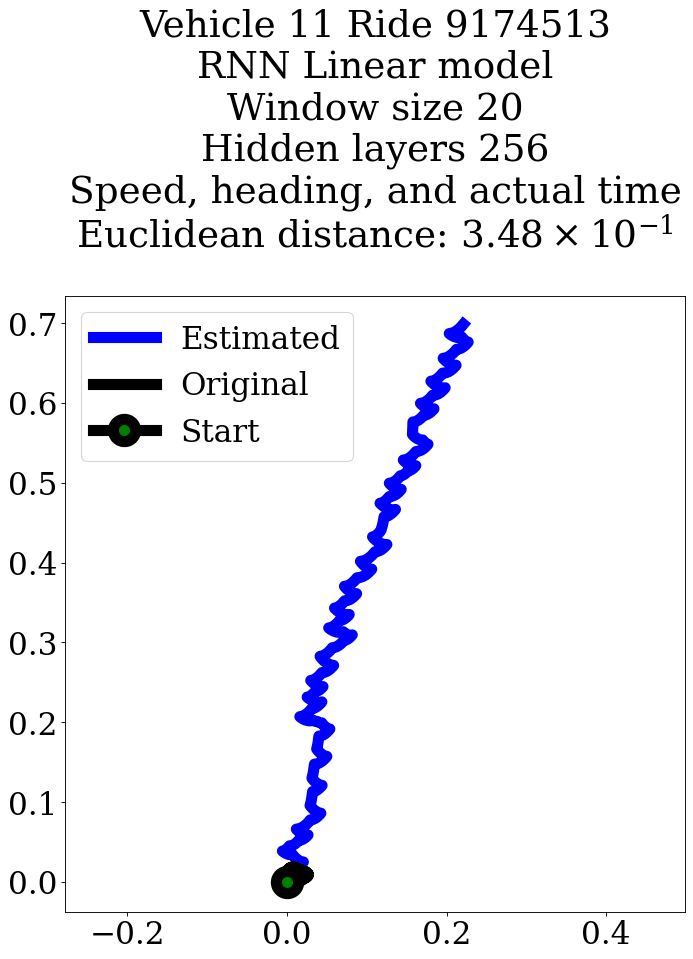 Vehicle 11 Ride 9174513
RNN Linear model
Window size 20
Hidden layers 256
Speed, heading, and actual time
Euclidean distance: 3.48 × 10⁻¹
Estimated
Original
Start
0.7
0.6
0.5
0.4
0.3
0.2
0.1
0.0
−0.2 0.0 0.2 0.4